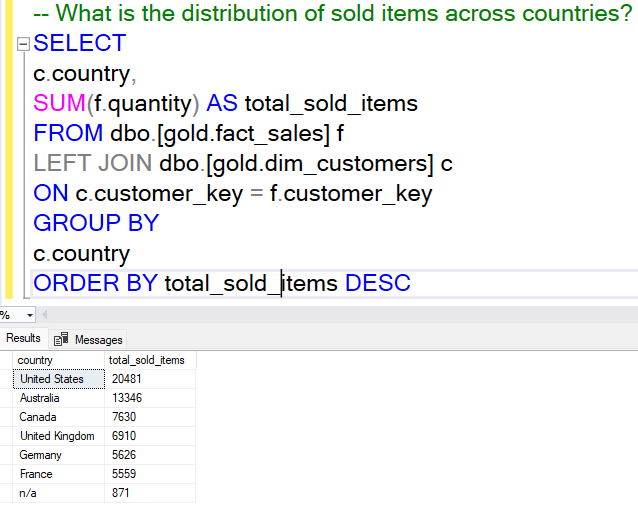 -- What is the distribution of sold items across countries?
SELECT
c.country,
SUM(f.quantity) AS total_sold_items
FROM dbo.[gold.fact_sales] f
LEFT JOIN dbo.[gold.dim_customers] c
ON c.customer_key = f.customer_key
GROUP BY
c.country
ORDER BY total_sold_items DESC
%
Results Messages
country total_sold_items
United States 20481
Australia 13346
Canada 7630
United Kingdom 6910
Germany 5626
France 5559
n/a 871